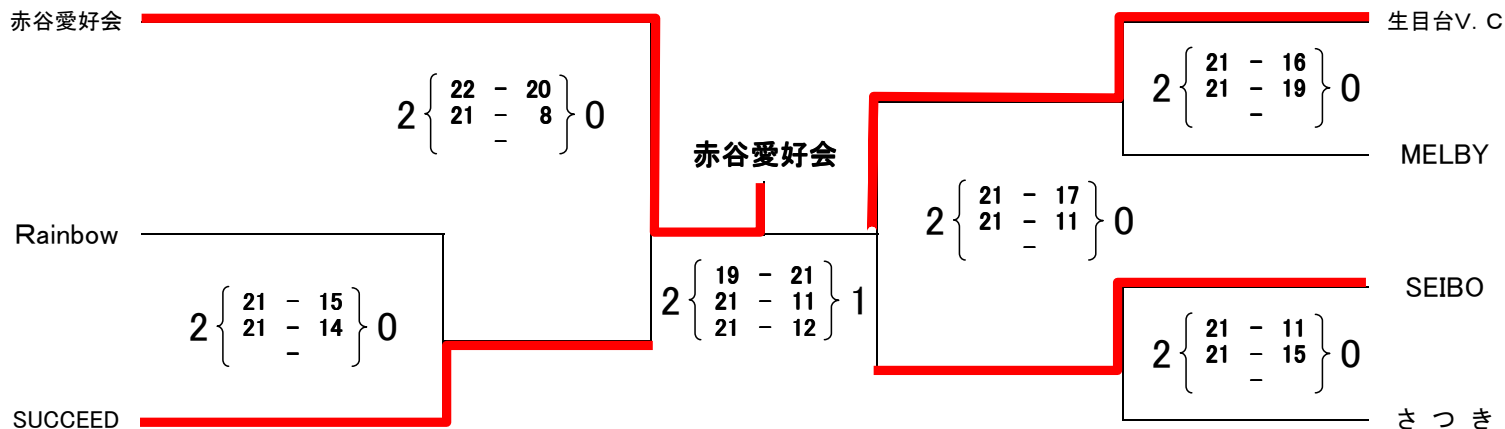 赤谷愛好会
生目台V．C
22 - 20
2 21 - 8 0
-
21 - 16
2 21 - 19 0
-
赤谷愛好会
MELBY
Rainbow
21 - 17
2 21 - 11 0
-
19 - 21
2 21 - 11 1
21 - 12
SEIBO
21 - 15
2 21 - 14 0
-
21 - 11
2 21 - 15 0
-
SUCCEED
さ つ き